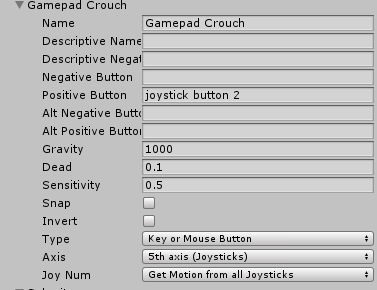 Gamepad Crouch
Name Gamepad Crouch
Descriptive Name
Descriptive Negat
Negative Button
Positive Button joystick button 2
Alt Negative Butto
Alt Positive Button
Gravity 1000
Dead 0.1
Sensitivity 0.5
Snap
Invert
Type Key or Mouse Button
Axis 5th axis (Joysticks)
Joy Num Get Motion from all Joysticks